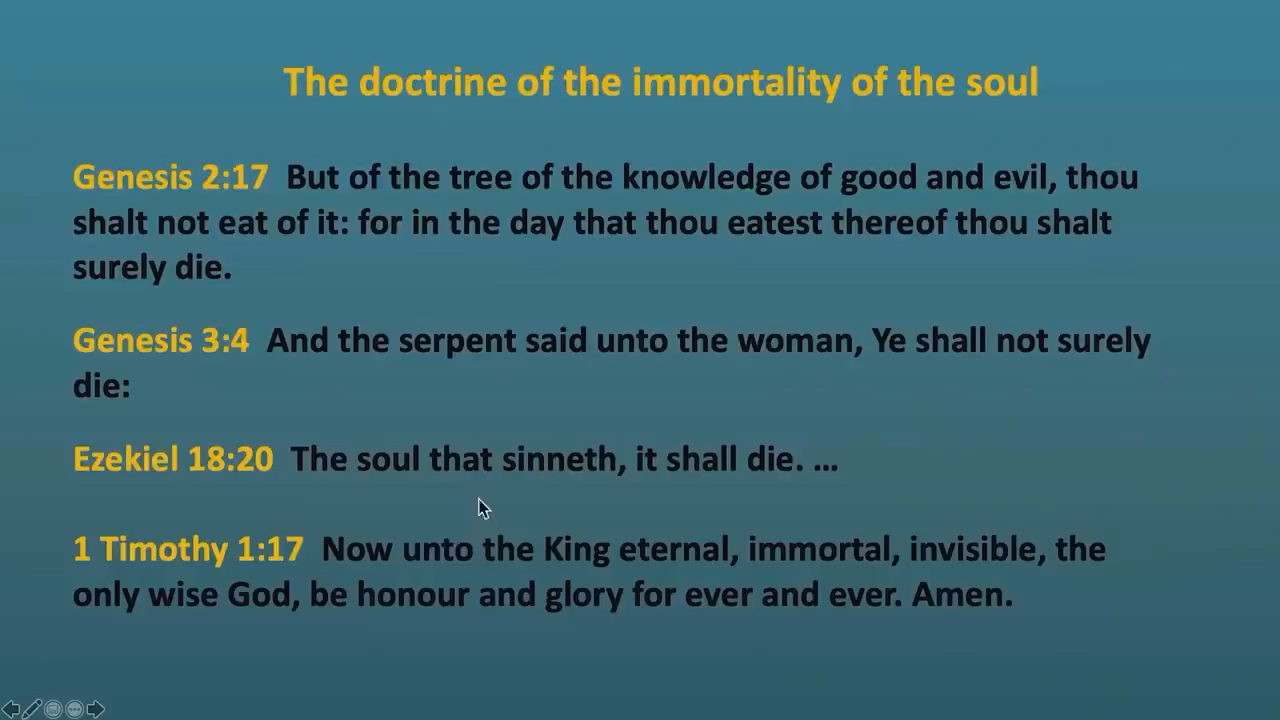 The doctrine of the immortality of the soul
Genesis 2:17 But of the tree of the knowledge of good and evil, thou
shalt not eat of it: for in the day that thou eatest thereof thou shalt
surely die.
Genesis 3:4 And the serpent said unto the woman, Ye shall not surely
die:
Ezekiel 18:20 The soul that sinneth, it shall die. ...
1 Timothy 1:17 Now unto the King eternal, immortal, invisible, the
only wise God, be honour and glory for ever and ever. Amen.